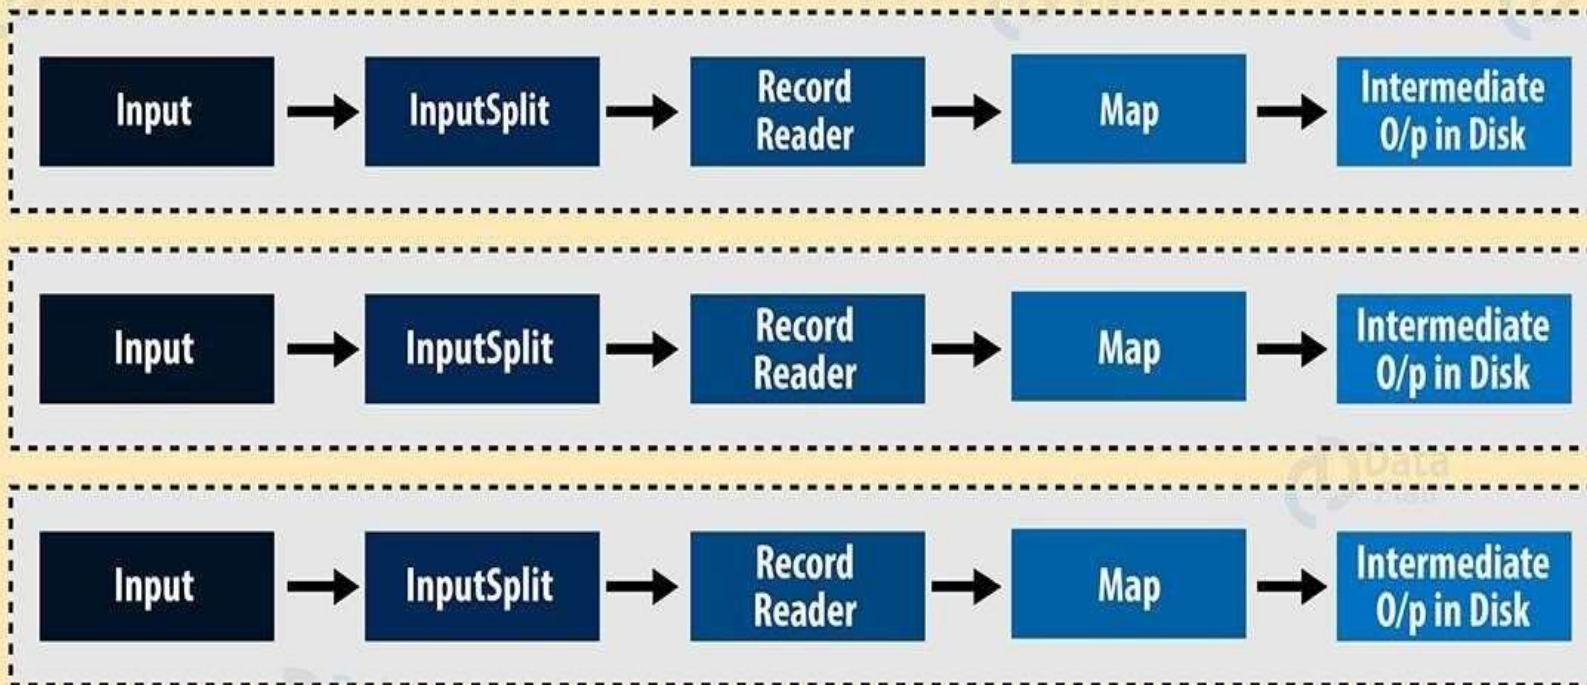 Input
InputSplit
Record
Reader
Map
Intermediate
O/p in Disk
Input
InputSplit
Record
Reader
Map
Intermediate
O/p in Disk
Data
Input
InputSplit
Record
Reader
Map
Intermediate
O/p in Disk